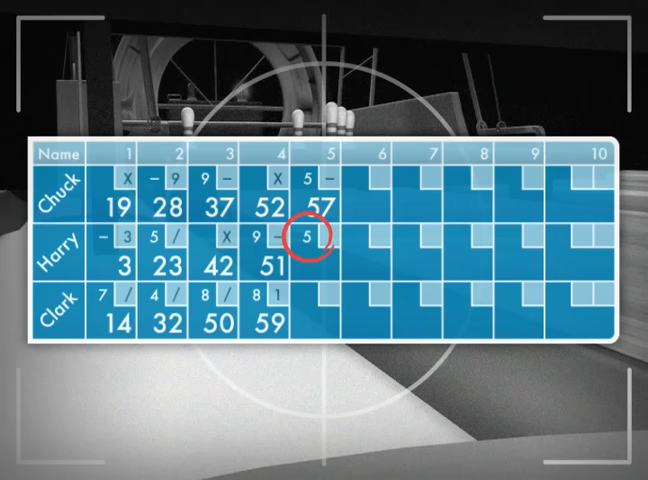 Name 1 2 3 4 5 6 7 8 9 10
Chuck X – 9 9 – X 5 –
19 28 37 52 57
Harry – 3 5 / X 9 – 5
3 23 42 51
Clark 7 / 4 / 8 / 8 1
14 32 50 59